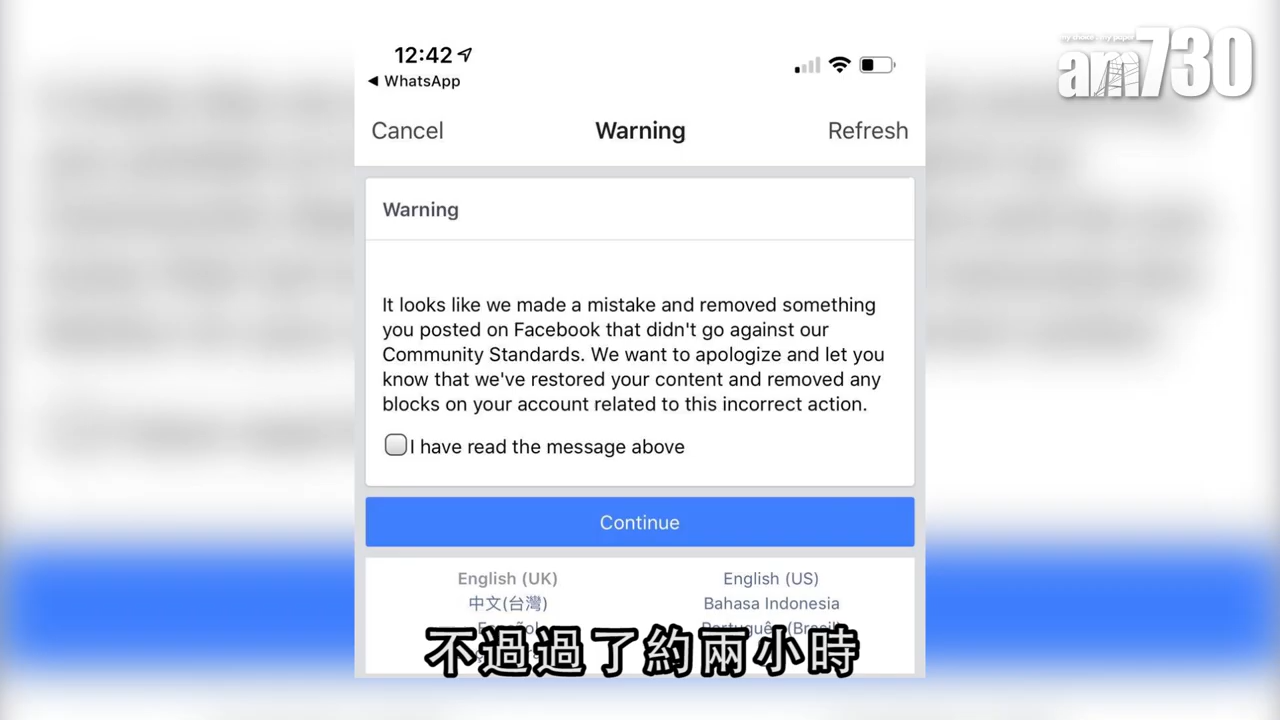 12:42
WhatsApp
am730
Cancel
Warning
Refresh
Warning
It looks like we made a mistake and removed something
you posted on Facebook that didn't go against our
Community Standards. We want to apologize and let you
know that we've restored your content and removed any
blocks on your account related to this incorrect action.
I have read the message above
Continue
English (UK)
English (US)
中文(台灣)
Bahasa Indonesia
Español
Português (Brasil)
不過過了約兩小時